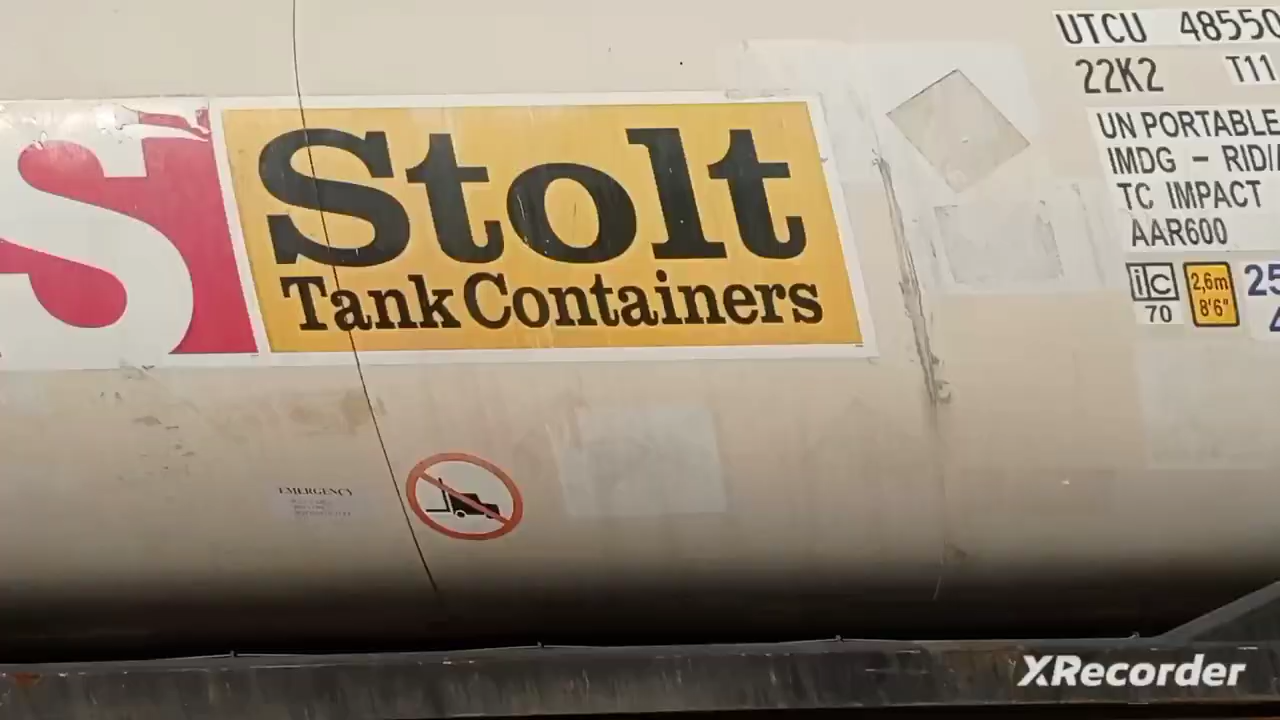 S
Stolt
Tank Containers
UTCU 48550
22K2 T11
UN PORTABLE
IMDG – RID/
TC IMPACT
AAR600
ic
70
2,6m
8'6"
25
EMERGENCY
XRecorder